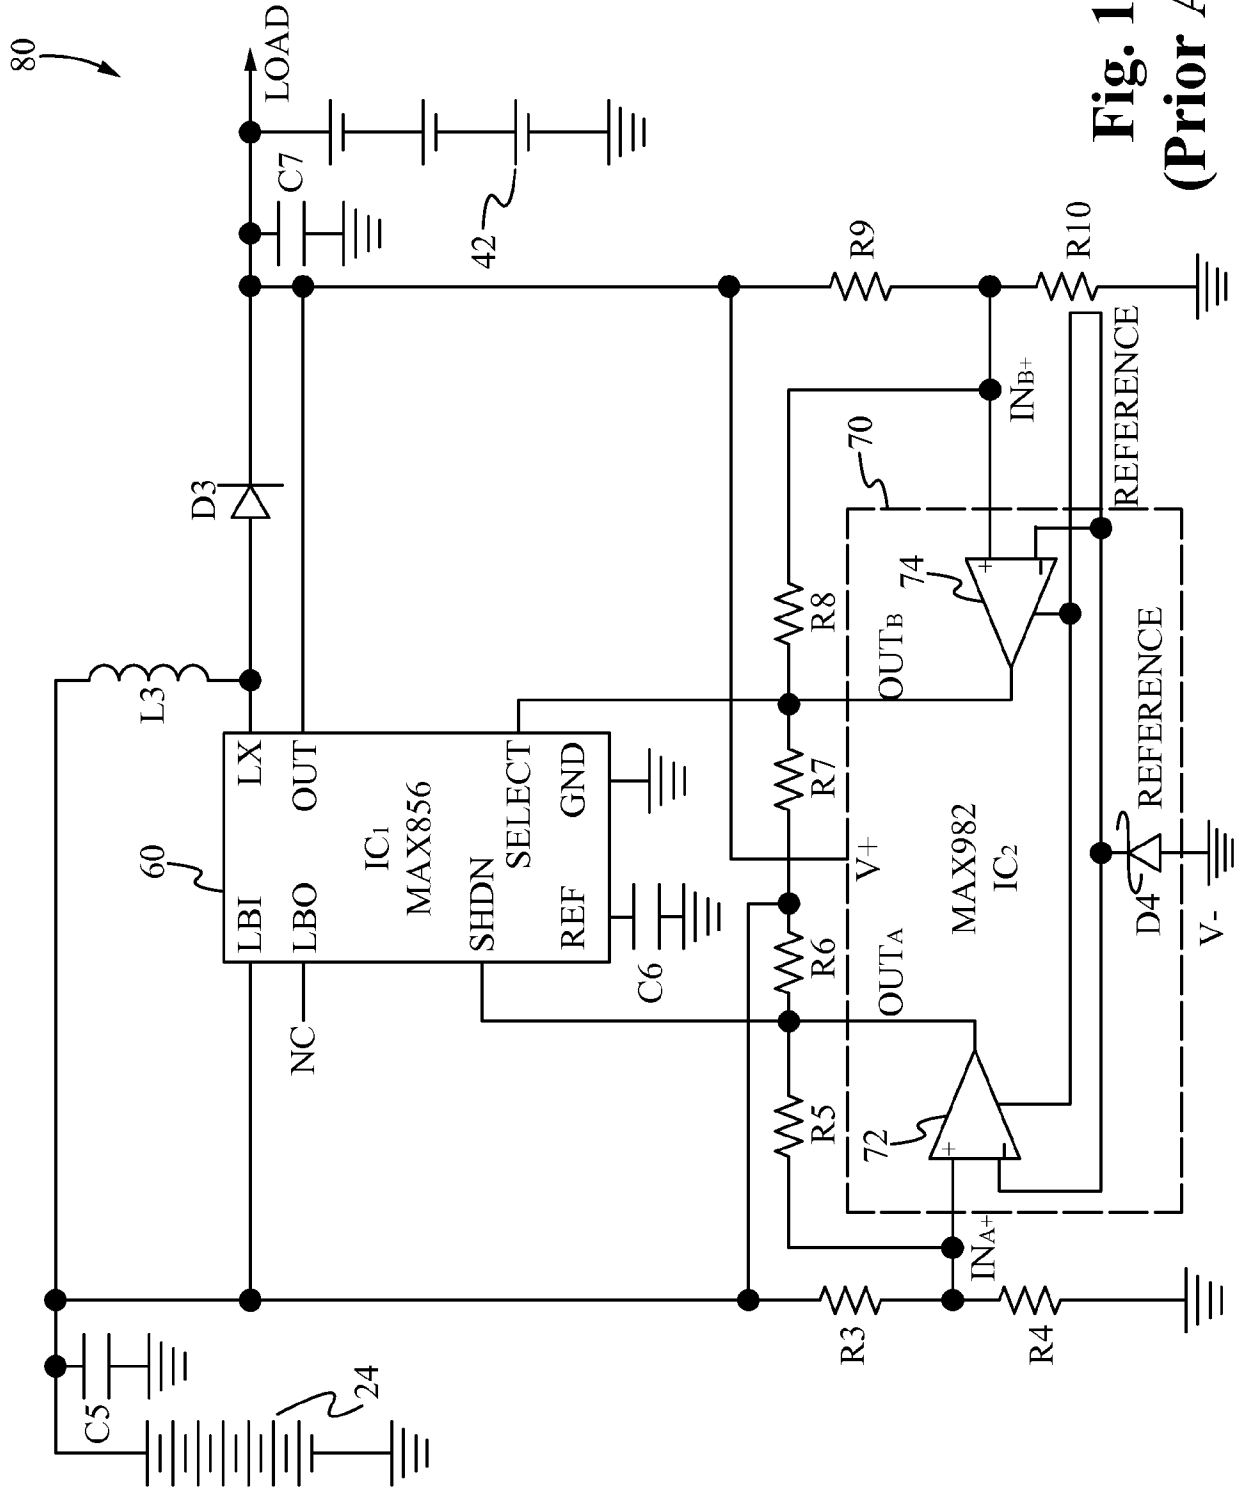 80
LOAD
C7
42
D3
L3
60
LBI
LX
LBO
OUT
NC
IC1
MAX856
SHDN
SELECT
REF
GND
C6
C5
24
R3
R4
R5
R6
R7
R8
R9
R10
INA+
INB+
OUTA
OUTB
V+
70
72
74
+
−
+
−
MAX982
IC2
REFERENCE
REFERENCE
D4
V-
Fig. 1
(Prior